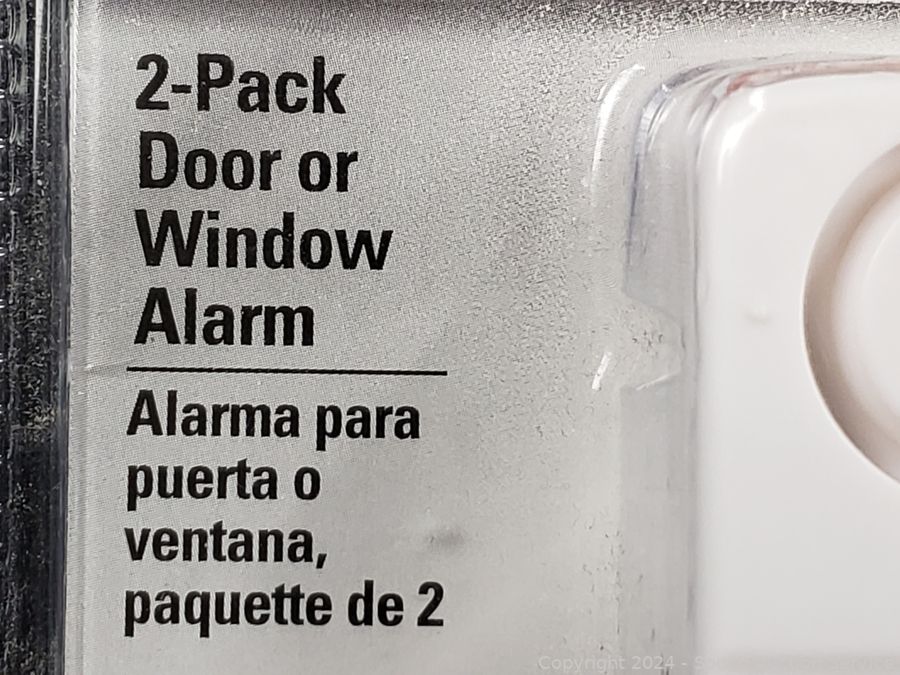 2-Pack
Door or
Window
Alarm
Alarma para
puerta o
ventana,
paquette de 2
Copyright 2024 -